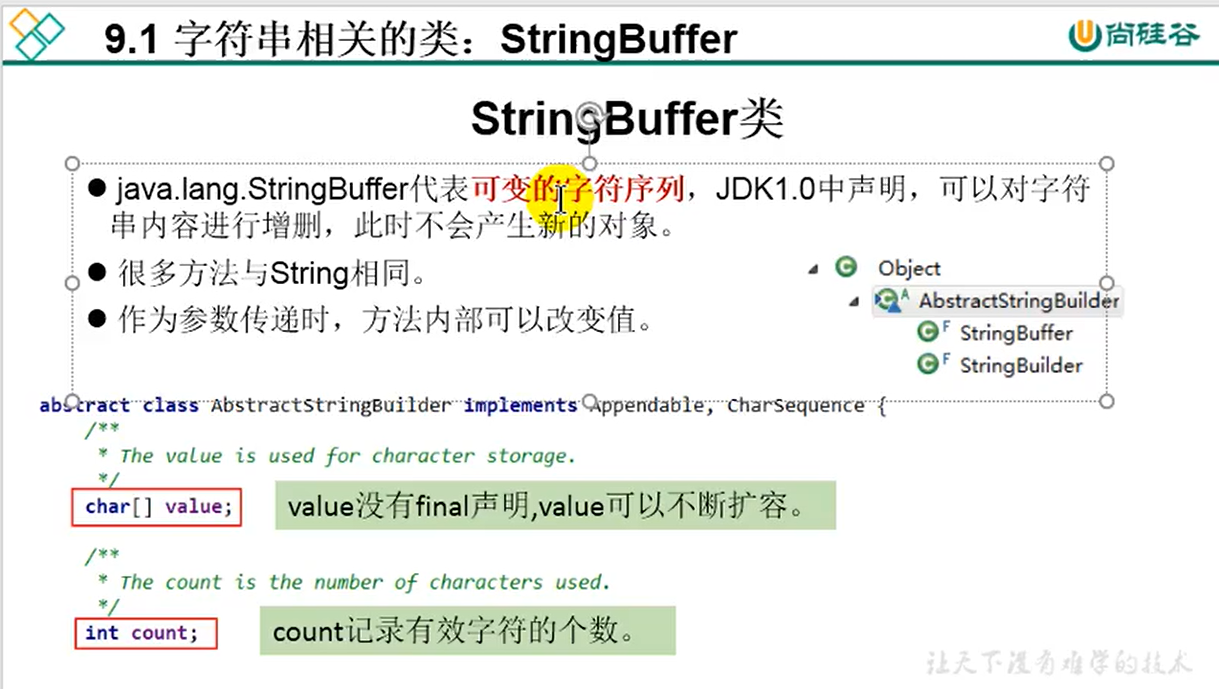 9.1 字符串相关的类：StringBuffer
尚硅谷
StringBuffer类
● java.lang.StringBuffer代表可变的字符序列，JDK1.0中声明，可以对字符
串内容进行增删，此时不会产生新的对象。
● 很多方法与String相同。
● 作为参数传递时，方法内部可以改变值。
Object
AbstractStringBuilder
StringBuffer
StringBuilder
abstract class AbstractStringBuilder implements Appendable, CharSequence {
/**
* The value is used for character storage.
*/
char[] value;
value没有final声明,value可以不断扩容。
/**
* The count is the number of characters used.
*/
int count;
count记录有效字符的个数。
让天下没有难学的技术